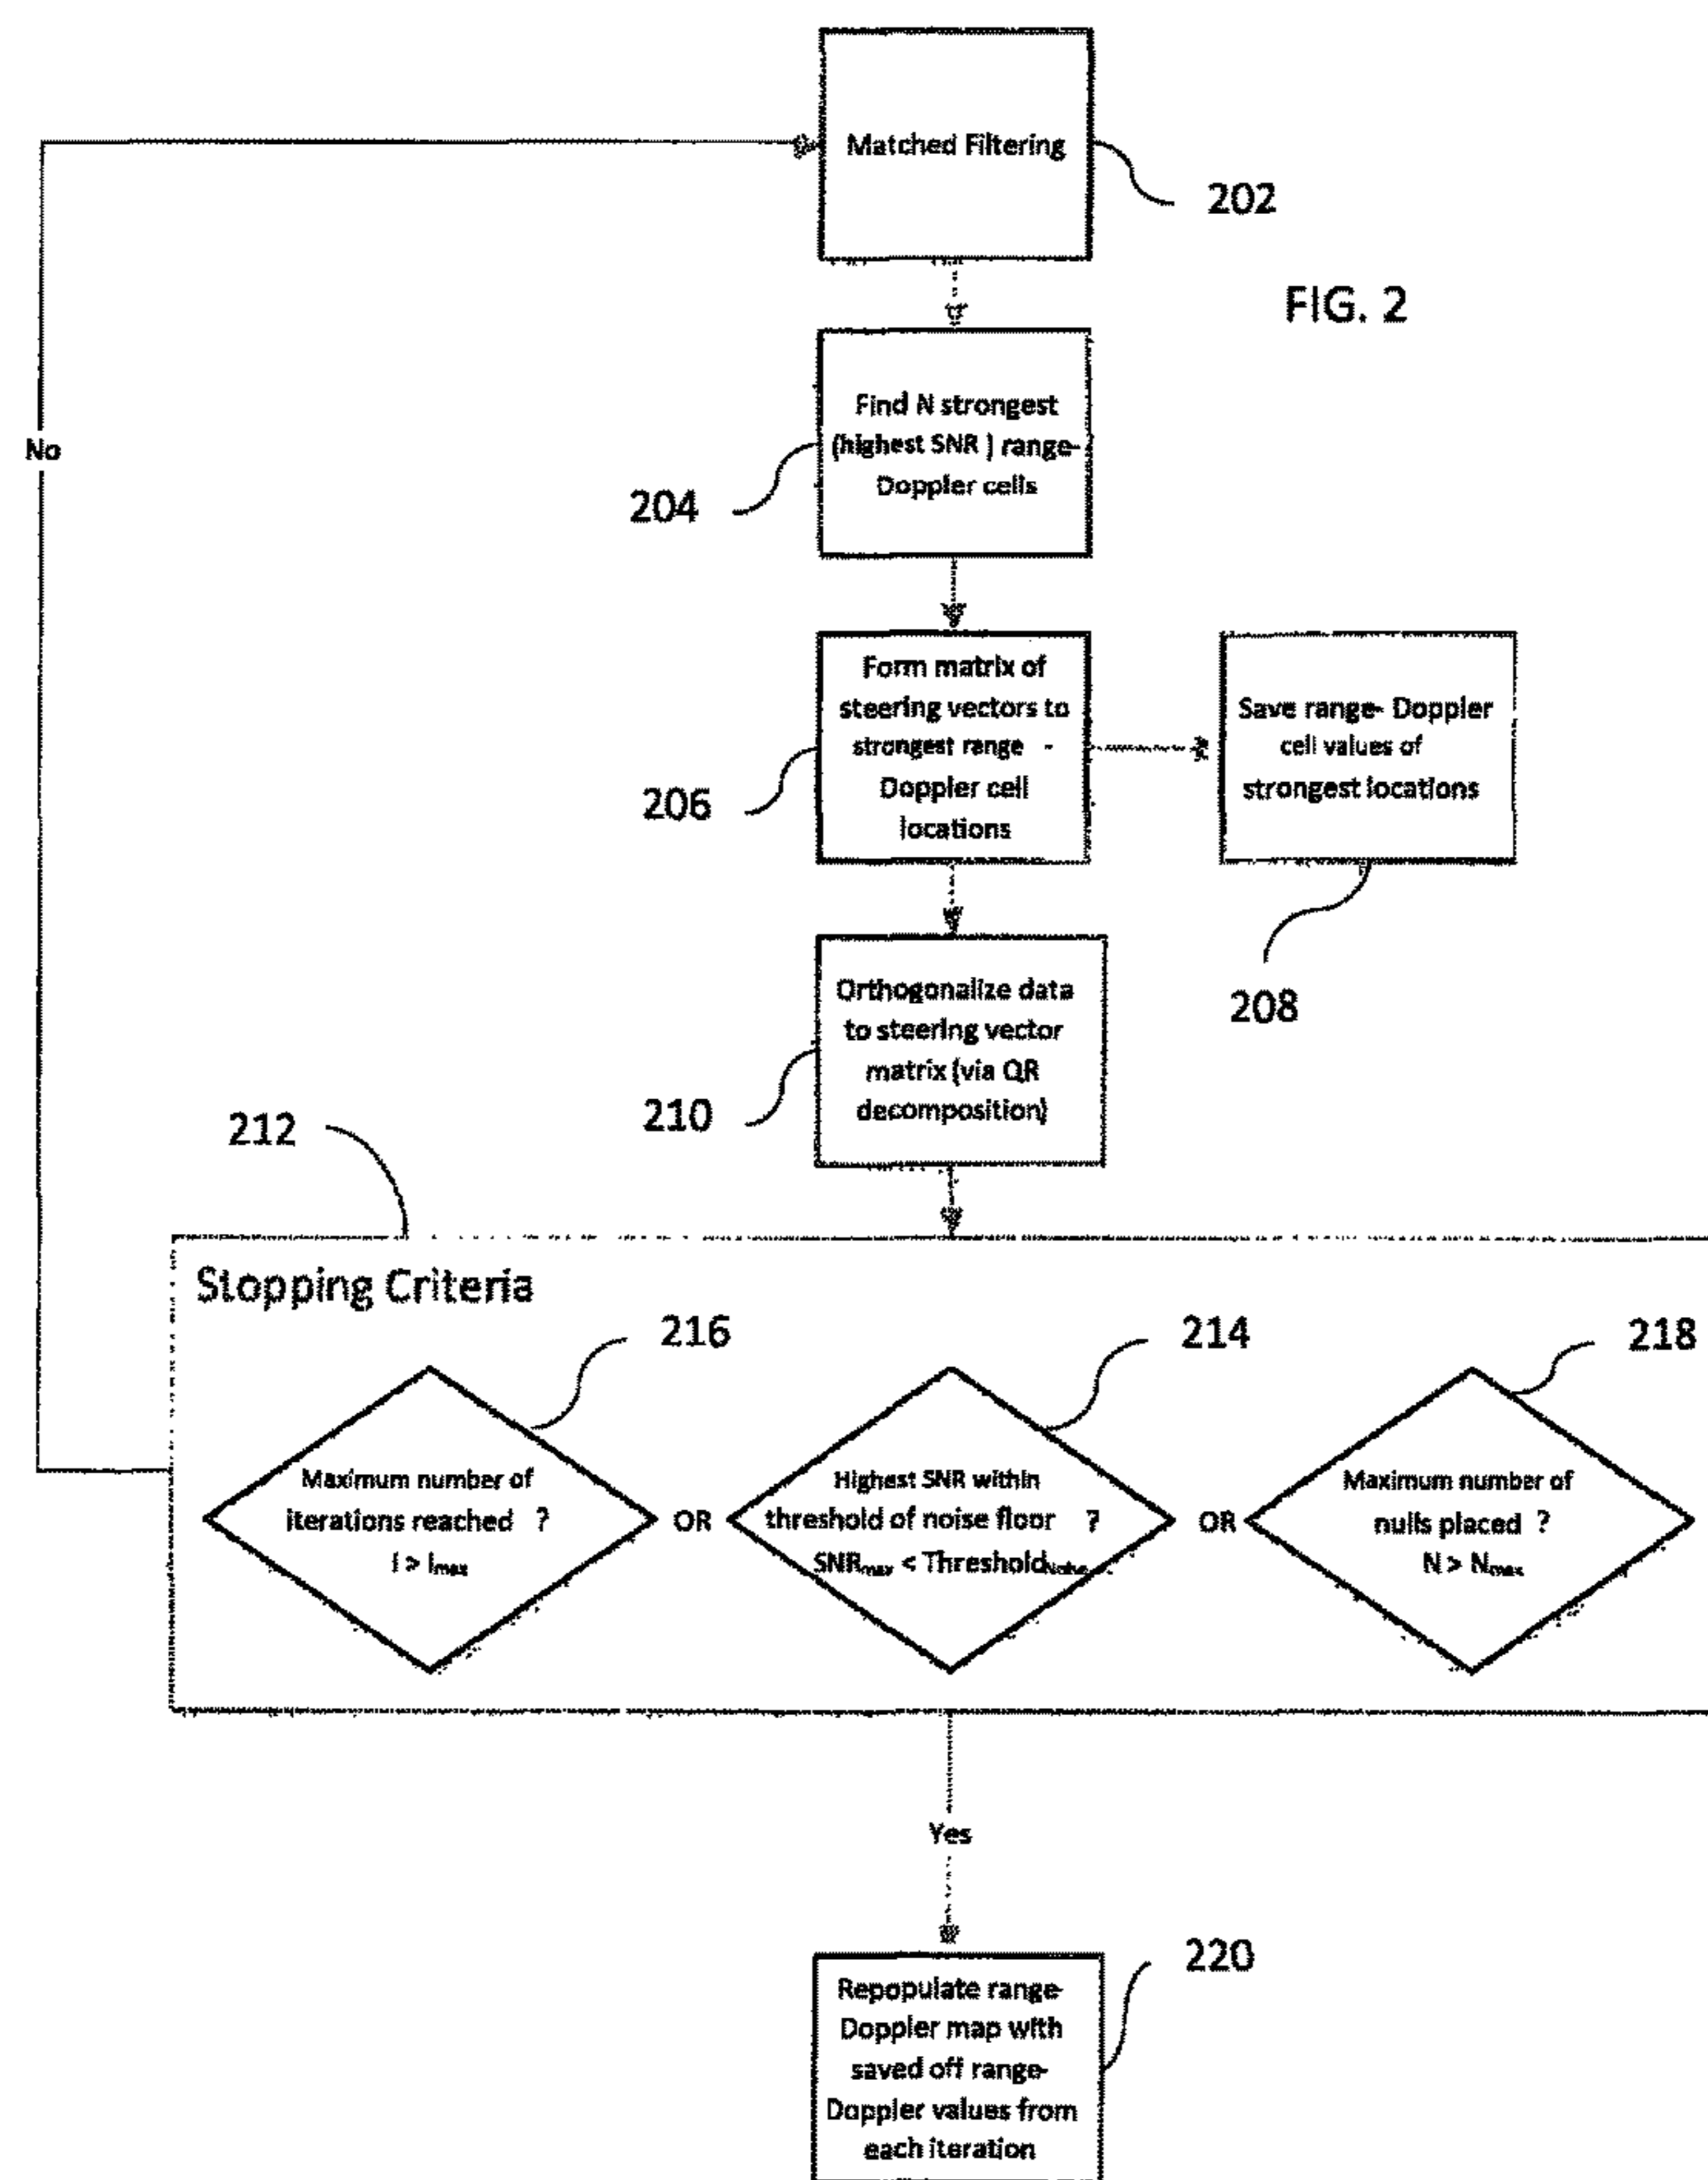 Matched Filtering
202
FIG. 2
No
Find N strongest
(highest SNR ) range-
Doppler cells
204
Form matrix of
steering vectors to
strongest range -
Doppler cell
locations
206
Save range- Doppler
cell values of
strongest locations
208
Orthogonalize data
to steering vector
matrix (via QR
decomposition)
210
212
Stopping Criteria
216
214
218
Maximum number of
iterations reached ?
I > Imax
OR
Highest SNR within
threshold of noise floor ?
SNRmax < ThresholdNoise
OR
Maximum number of
nulls placed ?
N > Nmax
Yes
220
Repopulate range-
Doppler map with
saved off range-
Doppler values from
each iteration